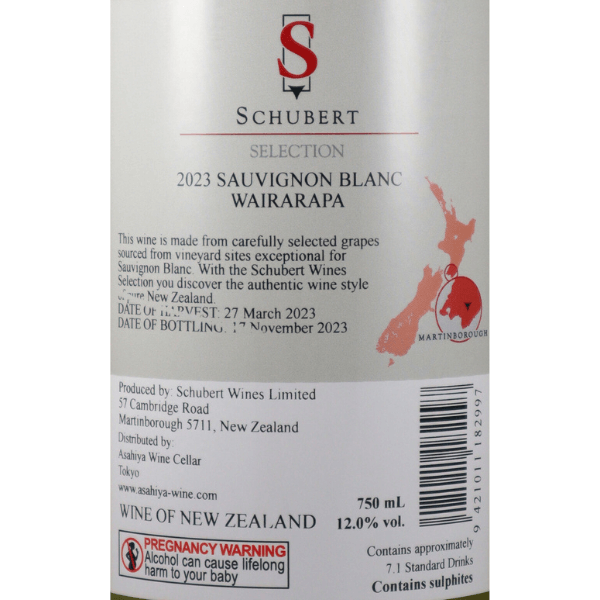 S
SCHUBERT
SELECTION
2023 SAUVIGNON BLANC
WAIRARAPA
This wine is made from carefully selected grapes
sourced from vineyard sites exceptional for
Sauvignon Blanc. With the Schubert Wines
Selection you discover the authentic wine style
New Zealand.
DATE OF HARVEST: 27 March 2023
DATE OF BOTTLING: 17 November 2023
MARTINBOROUGH
Produced by: Schubert Wines Limited
57 Cambridge Road
Martinborough 5711, New Zealand
Distributed by:
Asahiya Wine Cellar
Tokyo
www.asahiya-wine.com
WINE OF NEW ZEALAND
750 mL
12.0% vol.
9 421011 182997
PREGNANCY WARNING
Alcohol can cause lifelong
harm to your baby
Contains approximately
7.1 Standard Drinks
Contains sulphites